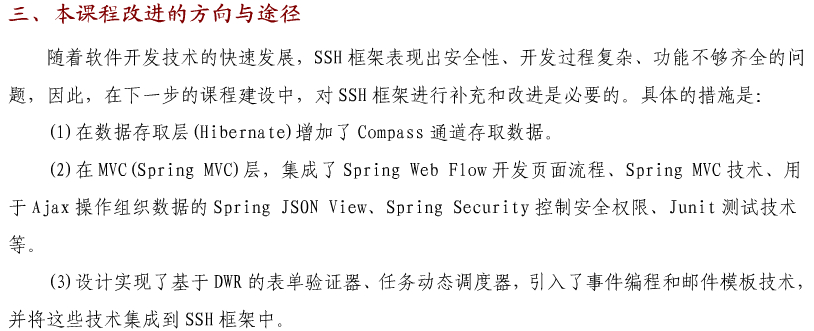 三、本课程改进的方向与途径
随着软件开发技术的快速发展，SSH 框架表现出安全性、开发过程复杂、功能不够齐全的问
题，因此，在下一步的课程建设中，对 SSH 框架进行补充和改进是必要的。具体的措施是：
(1)在数据存取层(Hibernate)增加了 Compass 通道存取数据。
(2)在 MVC(Spring MVC)层，集成了 Spring Web Flow 开发页面流程、Spring MVC 技术、用
于 Ajax 操作组织数据的 Spring JSON View、Spring Security 控制安全权限、Junit 测试技术
等。
(3)设计实现了基于 DWR 的表单验证器、任务动态调度器，引入了事件编程和邮件模板技术，
并将这些技术集成到 SSH 框架中。